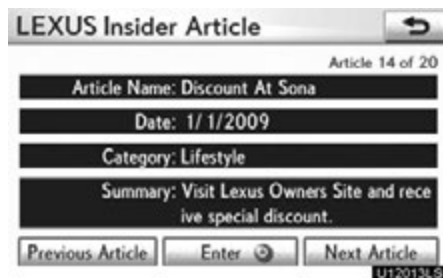 LEXUS Insider Article
Article 14 of 20
Article Name: Discount At Sona
Date: 1/ 1/2009
Category: Lifestyle
Summary: Visit Lexus Owners Site and rece
ive special discount.
Previous Article Enter Next Article
U12013LS